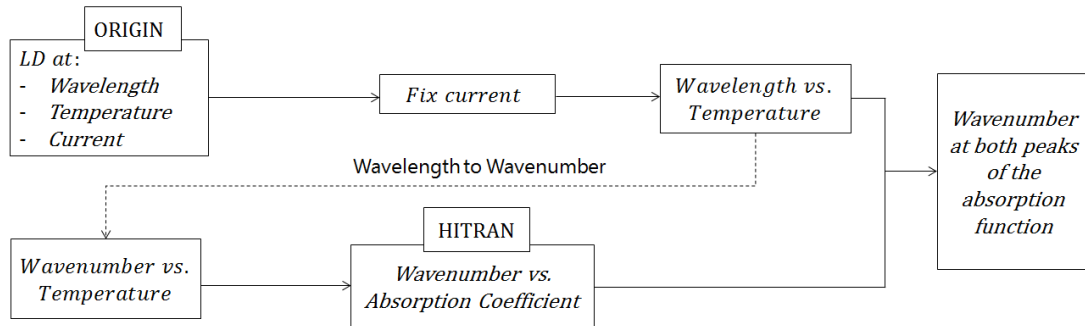 ORIGIN
LD at:
- Wavelength
- Temperature
- Current
Fix current
Wavelength vs.
Temperature
Wavelength to Wavenumber
Wavenumber vs.
Temperature
HITRAN
Wavenumber vs.
Absorption Coefficient
Wavenumber
at both peaks
of the
absorption
function